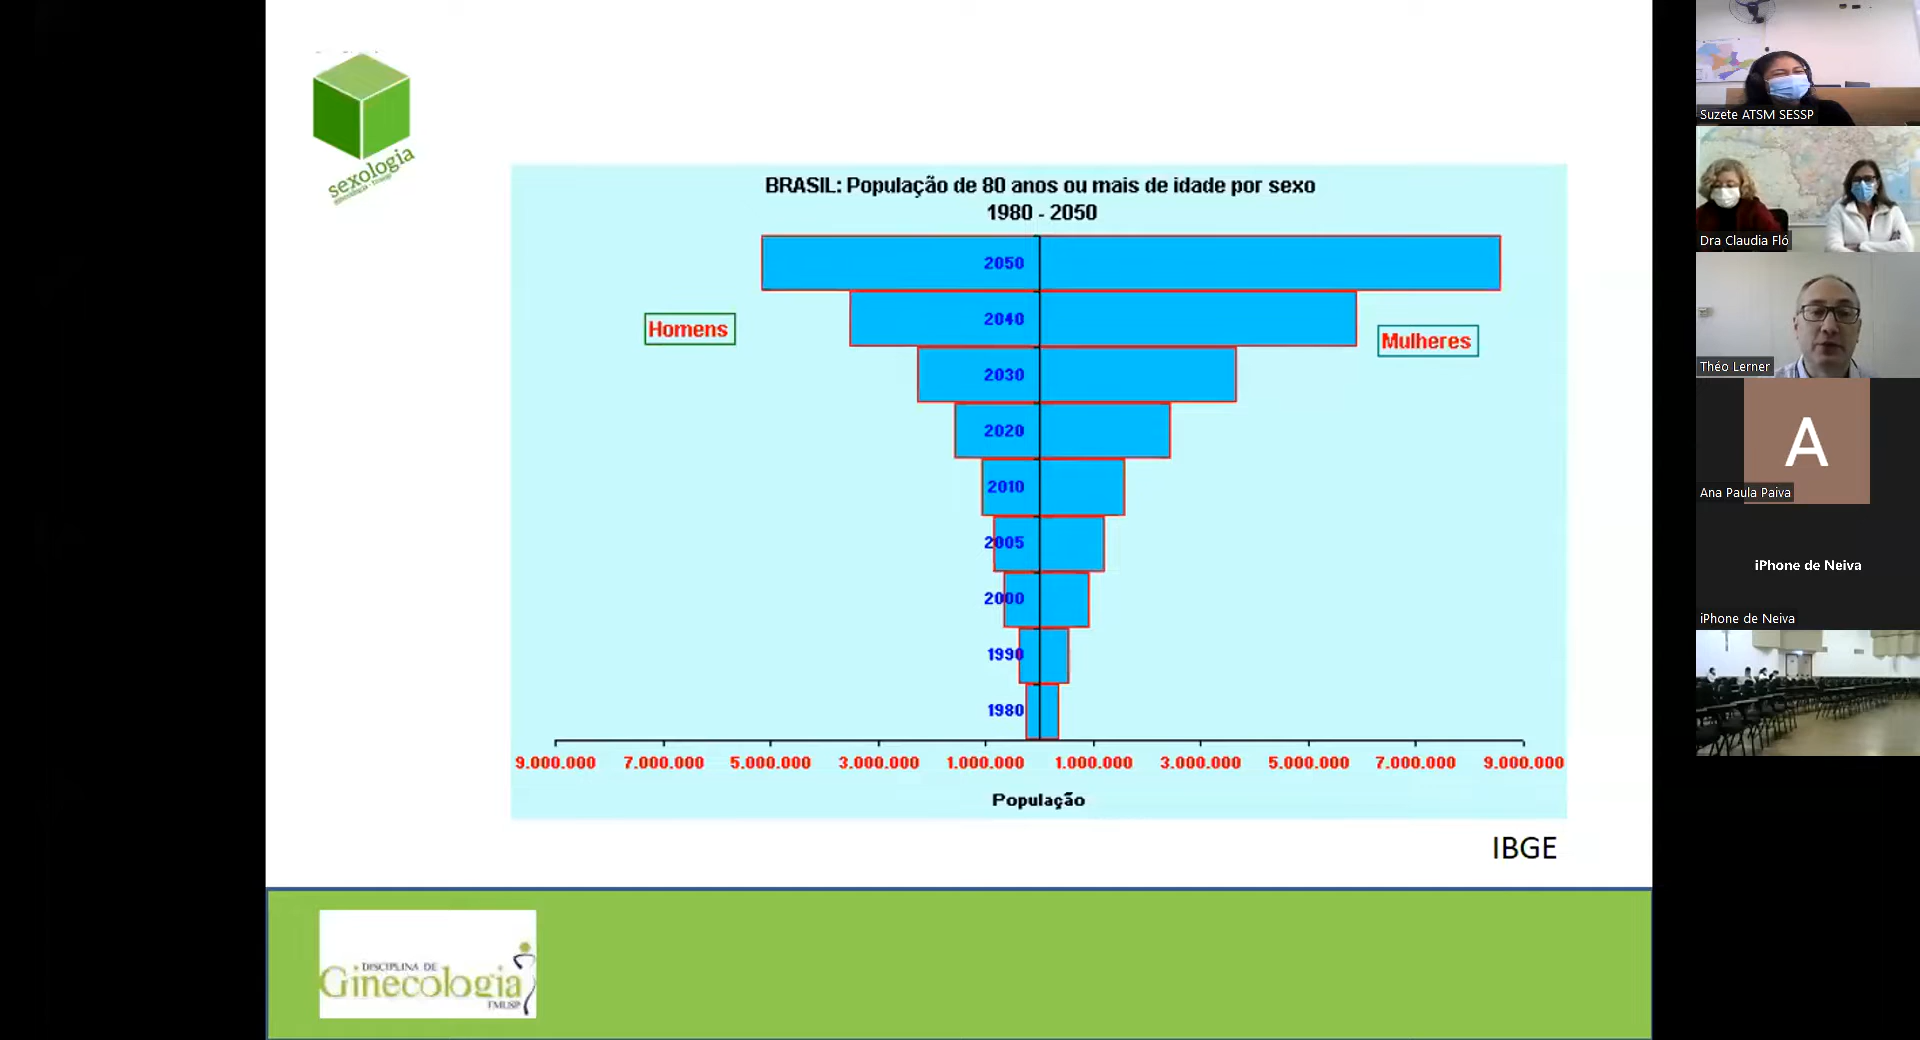 sexologia
BRASIL: População de 80 anos ou mais de idade por sexo
1980 - 2050
Homens
Mulheres
2050
2040
2030
2020
2010
2005
2000
1990
1980
9.000.000 7.000.000 5.000.000 3.000.000 1.000.000 1.000.000 3.000.000 5.000.000 7.000.000 9.000.000
População
IBGE
DISCIPLINA DE
Ginecologia
FMUSP
Suzete ATSM SESSP
Dra Claudia Fló
Théo Lerner
A
Ana Paula Paiva
iPhone de Neiva
iPhone de Neiva